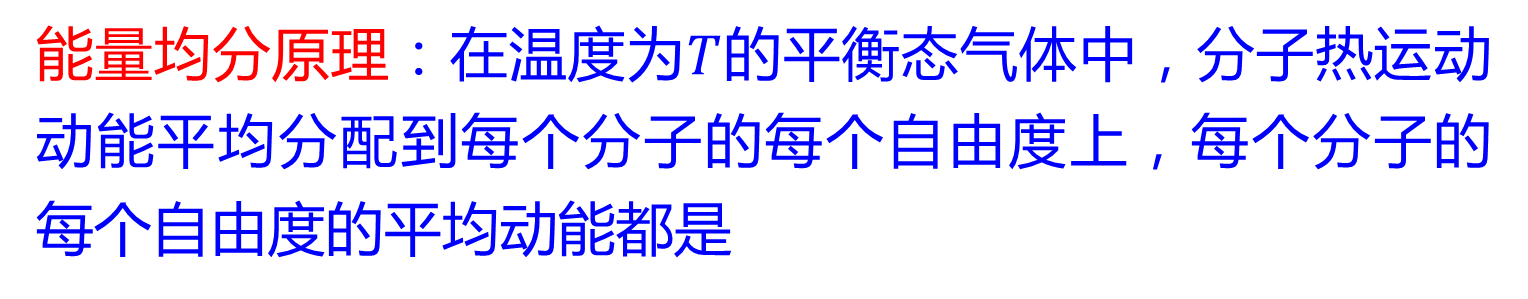 能量均分原理：在温度为T的平衡态气体中，分子热运动
动能平均分配到每个分子的每个自由度上，每个分子的
每个自由度的平均动能都是